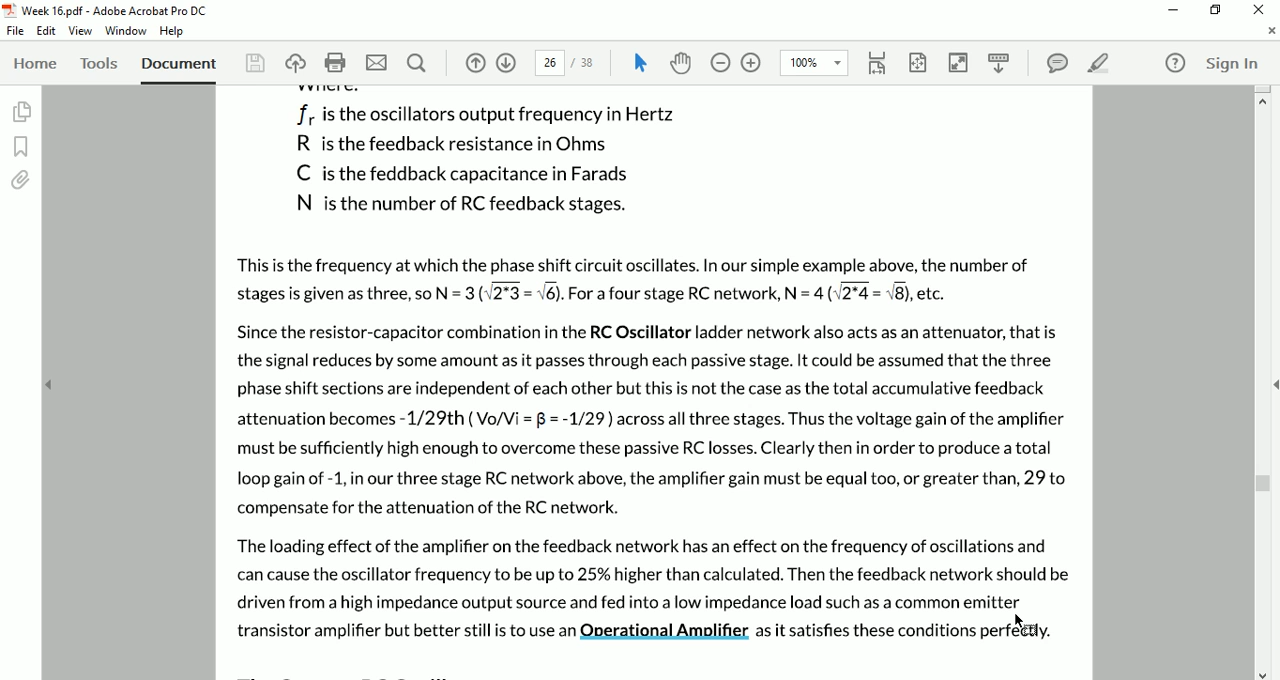 Week 16.pdf - Adobe Acrobat Pro DC
File Edit View Window Help
Home Tools Document 26 / 38 100% Sign In
Where:
fr is the oscillators output frequency in Hertz
R is the feedback resistance in Ohms
C is the feddback capacitance in Farads
N is the number of RC feedback stages.
This is the frequency at which the phase shift circuit oscillates. In our simple example above, the number of
stages is given as three, so N = 3 (√2*3 = √6). For a four stage RC network, N = 4 (√2*4 = √8), etc.
Since the resistor-capacitor combination in the RC Oscillator ladder network also acts as an attenuator, that is
the signal reduces by some amount as it passes through each passive stage. It could be assumed that the three
phase shift sections are independent of each other but this is not the case as the total accumulative feedback
attenuation becomes -1/29th ( Vo/Vi = β = -1/29 ) across all three stages. Thus the voltage gain of the amplifier
must be sufficiently high enough to overcome these passive RC losses. Clearly then in order to produce a total
loop gain of -1, in our three stage RC network above, the amplifier gain must be equal too, or greater than, 29 to
compensate for the attenuation of the RC network.
The loading effect of the amplifier on the feedback network has an effect on the frequency of oscillations and
can cause the oscillator frequency to be up to 25% higher than calculated. Then the feedback network should be
driven from a high impedance output source and fed into a low impedance load such as a common emitter
transistor amplifier but better still is to use an Operational Amplifier as it satisfies these conditions perfectly.